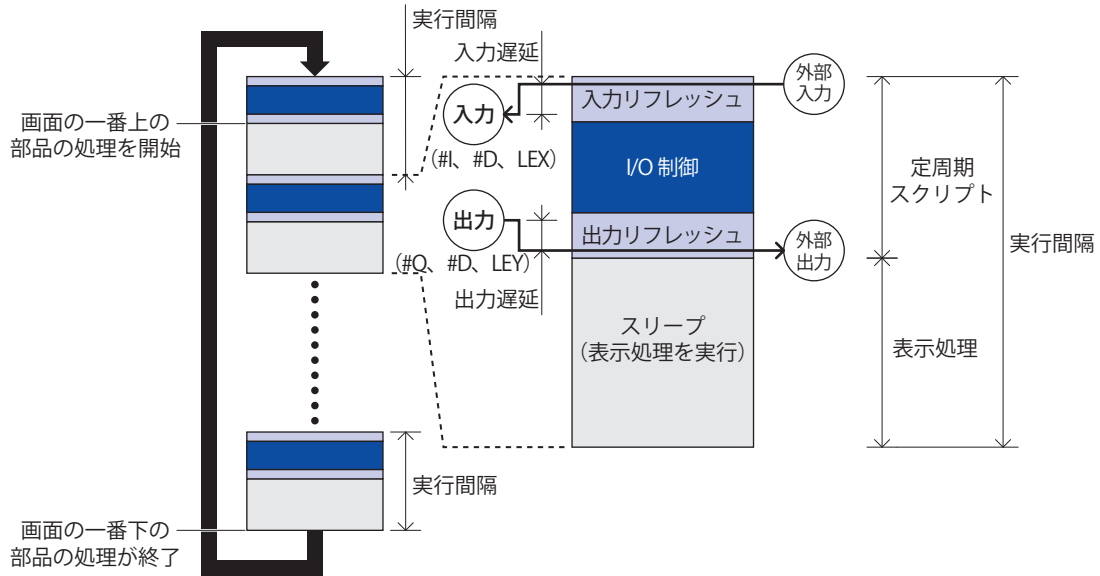 実行間隔
画面の一番上の
部品の処理を開始
実行間隔
画面の一番下の
部品の処理が終了
入力遅延
入力
(#I、#D、LEX)
出力
(#Q、#D、LEY)
出力遅延
入力リフレッシュ
I/O 制御
出力リフレッシュ
スリープ
(表示処理を実行)
外部
入力
外部
出力
定周期
スクリプト
表示処理
実行間隔